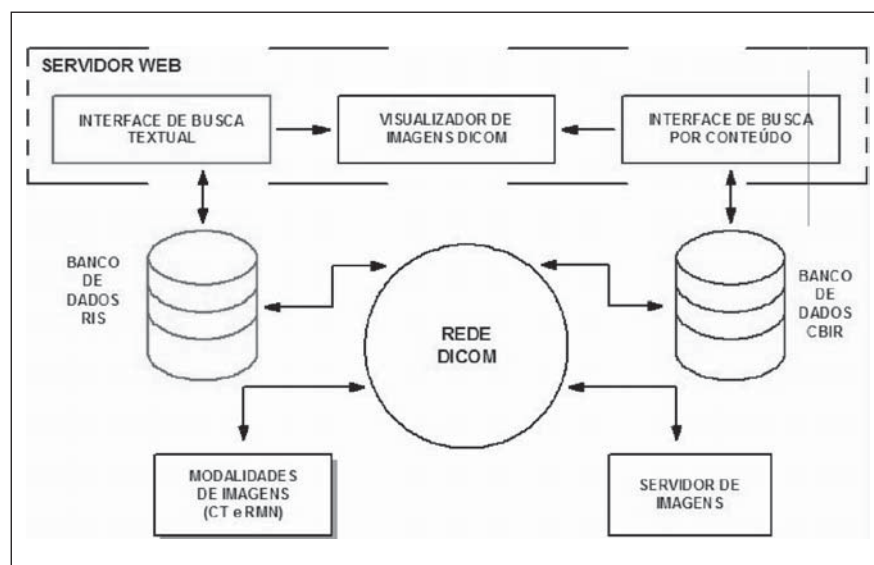 SERVIDOR WEB
INTERFACE DE BUSCA
TEXTUAL
VISUALIZADOR DE
IMAGENS DICOM
INTERFACE DE BUSCA
POR CONTEÚDO
BANCO
DE
DADOS
RIS
REDE
DICOM
BANCO
DE
DADOS
CBIR
MODALIDADES
DE IMAGENS
(CT e RMN)
SERVIDOR DE
IMAGENS